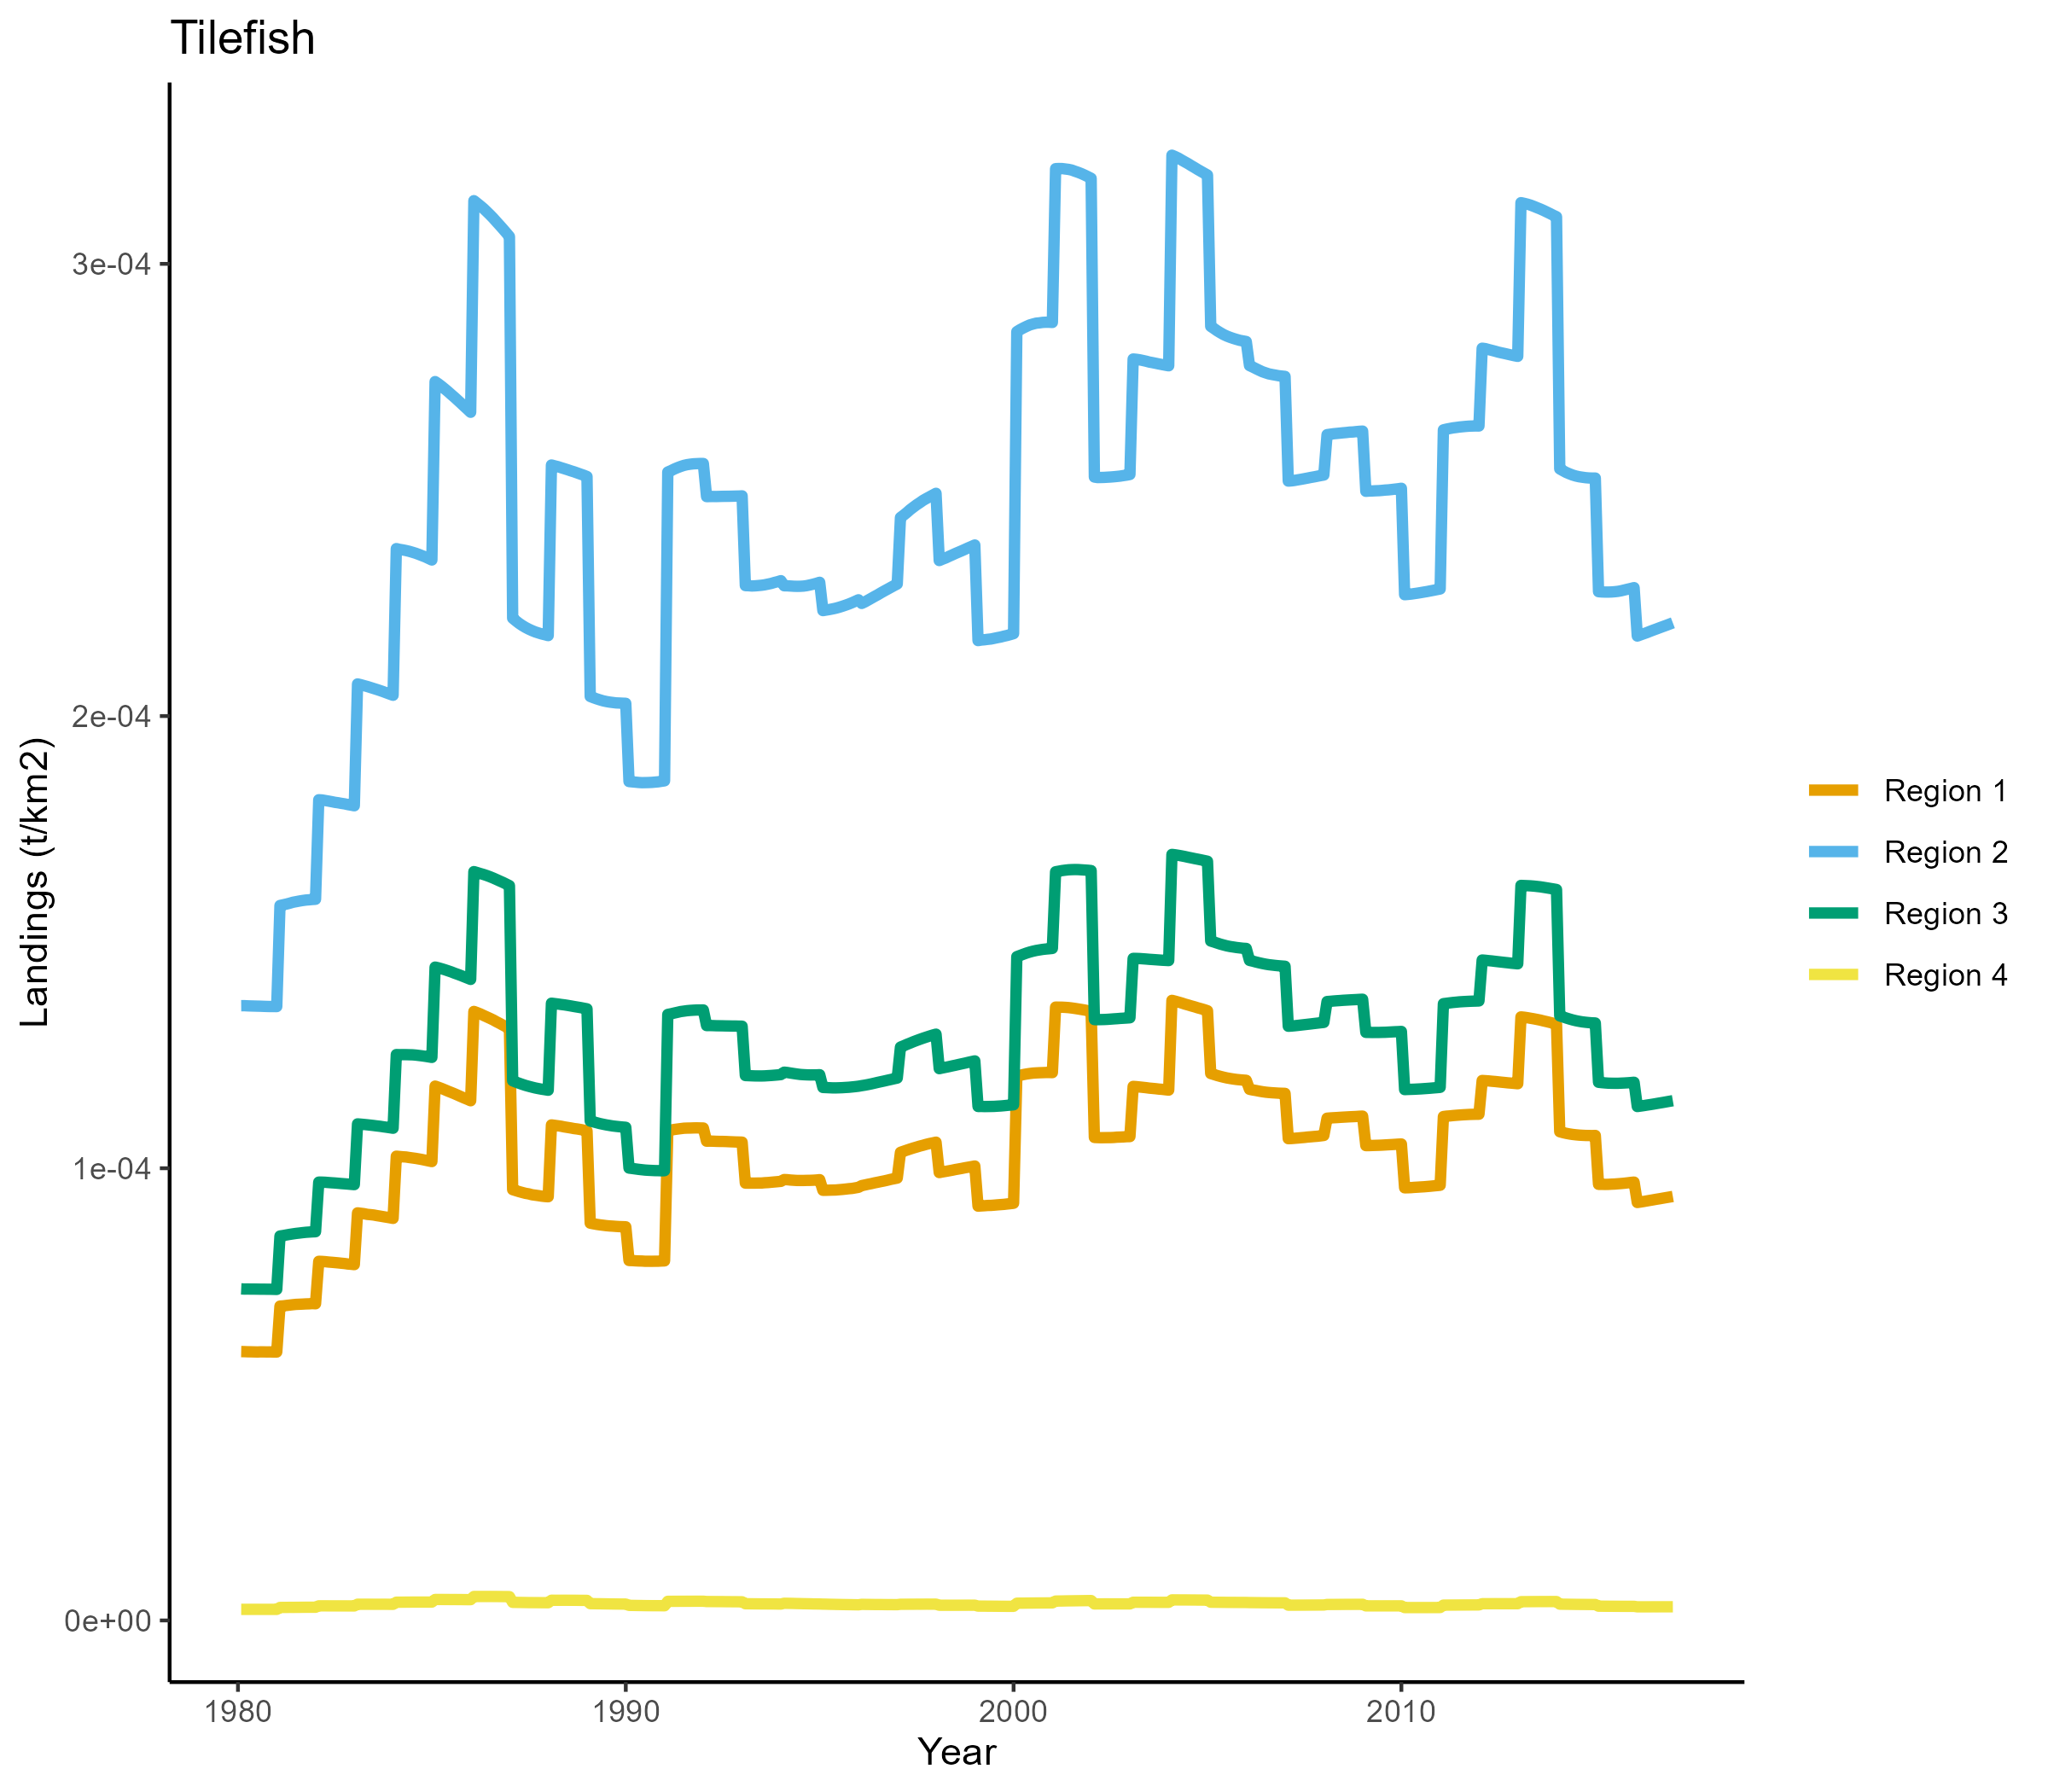 Tilefish
Landings (t/km2)
3e-04
2e-04
1e-04
0e+00
1980
1990
2000
2010
Year
Region 1
Region 2
Region 3
Region 4